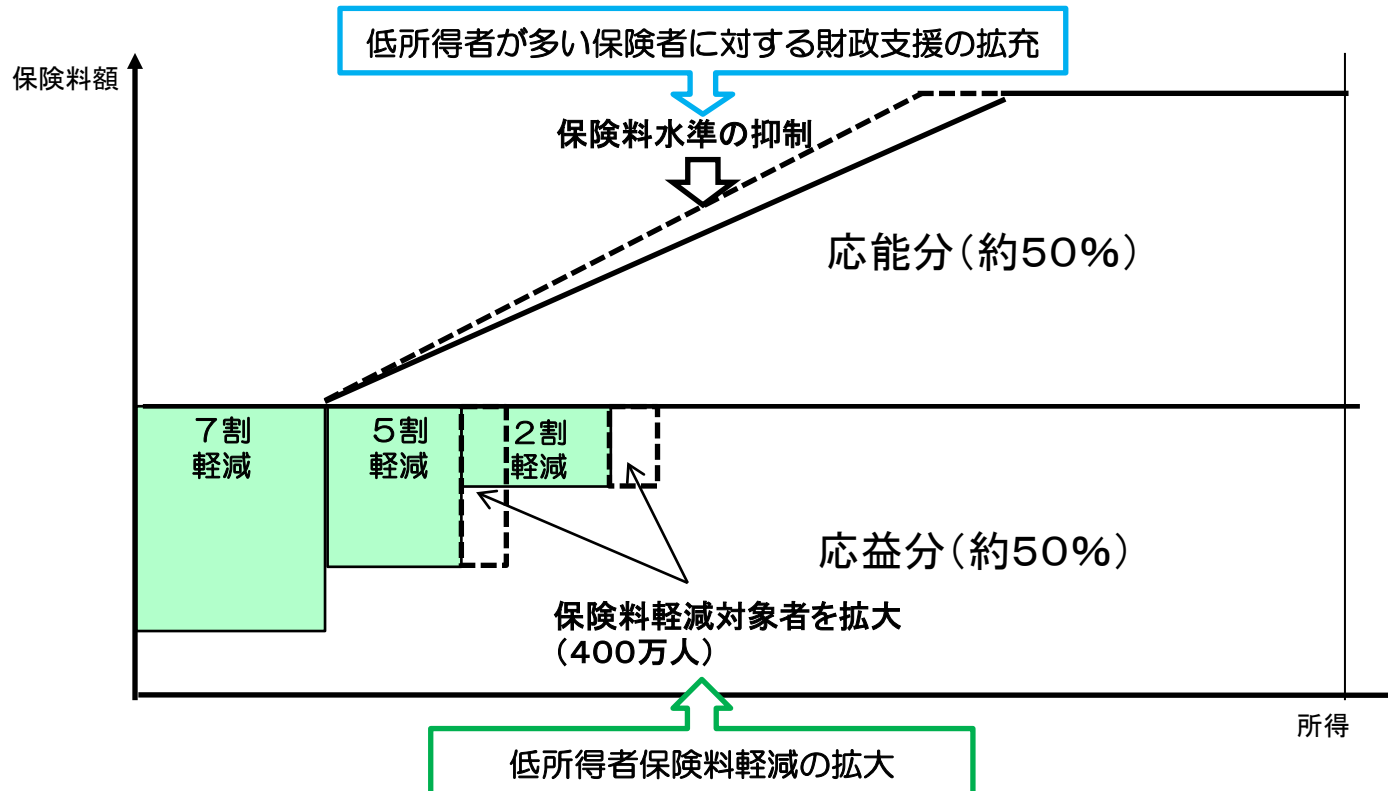 低所得者が多い保険者に対する財政支援の拡充
保険料額
保険料水準の抑制
応能分(約50%)
7割
軽減
5割
軽減
2割
軽減
応益分(約50%)
保険料軽減対象者を拡大
(400万人)
所得
低所得者保険料軽減の拡大